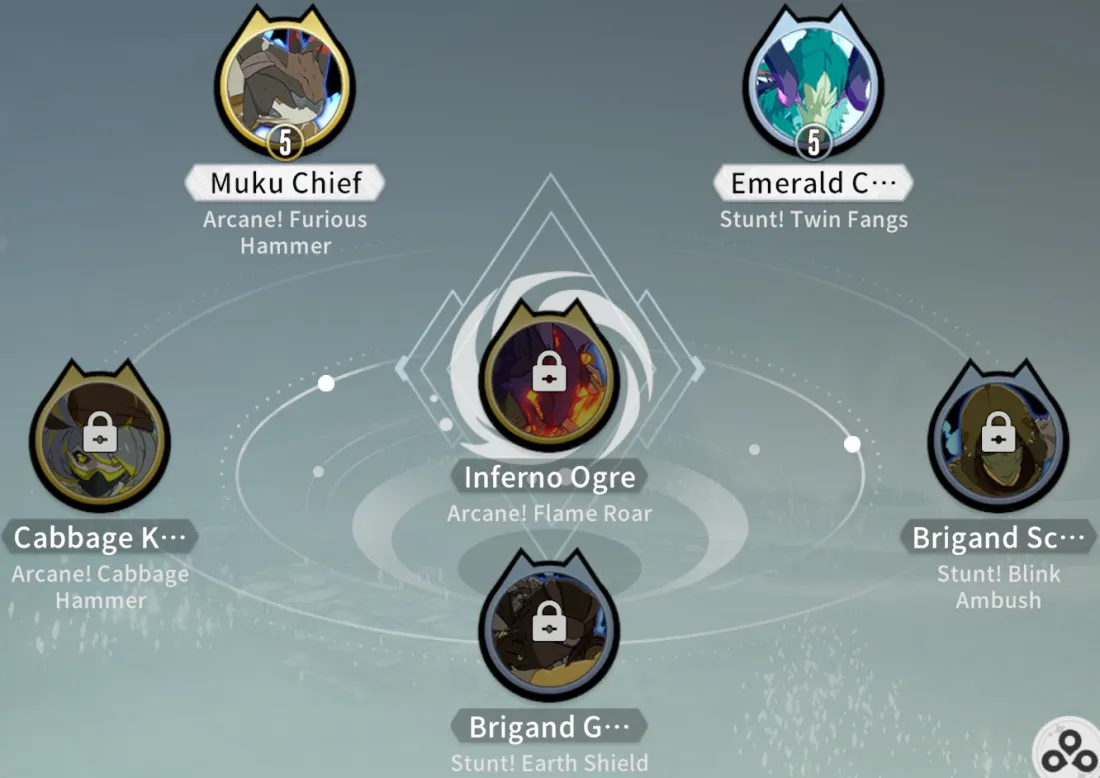 5
Muku Chief
Arcane! Furious
Hammer
5
Emerald C···
Stunt! Twin Fangs
Inferno Ogre
Arcane! Flame Roar
Cabbage K···
Arcane! Cabbage
Hammer
Brigand Sc···
Stunt! Blink
Ambush
Brigand G···
Stunt! Earth Shield